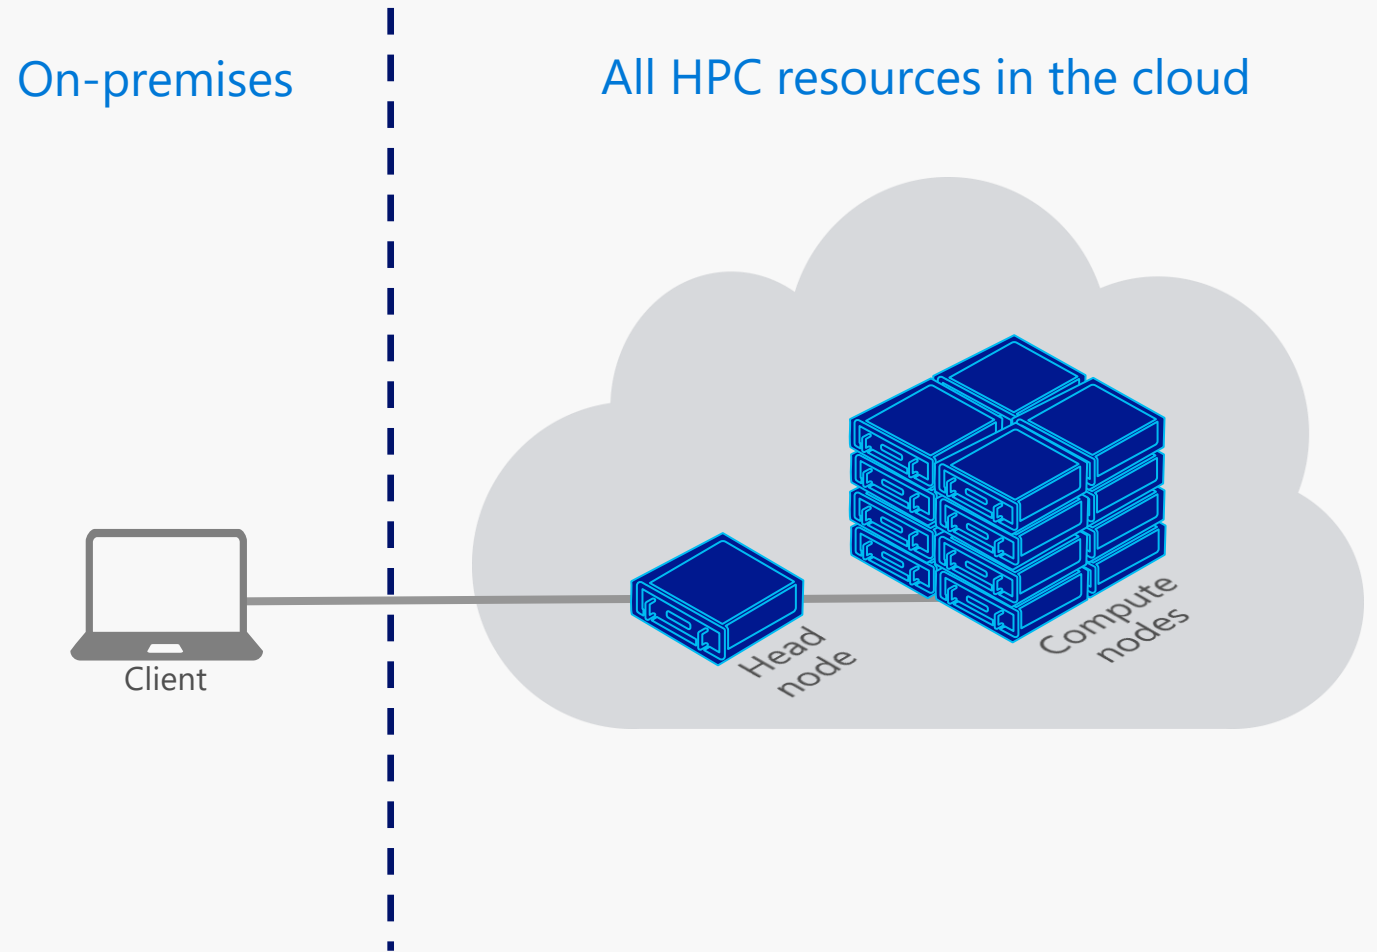 On-premises
All HPC resources in the cloud
Client
Head
node
Compute
nodes